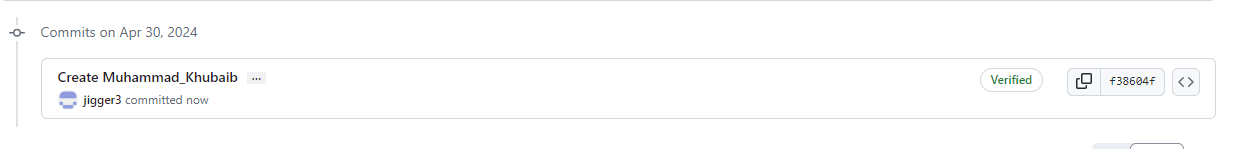 Commits on Apr 30, 2024
Create Muhammad_Khubaib ...
Verified
f38604f
jigger3 committed now